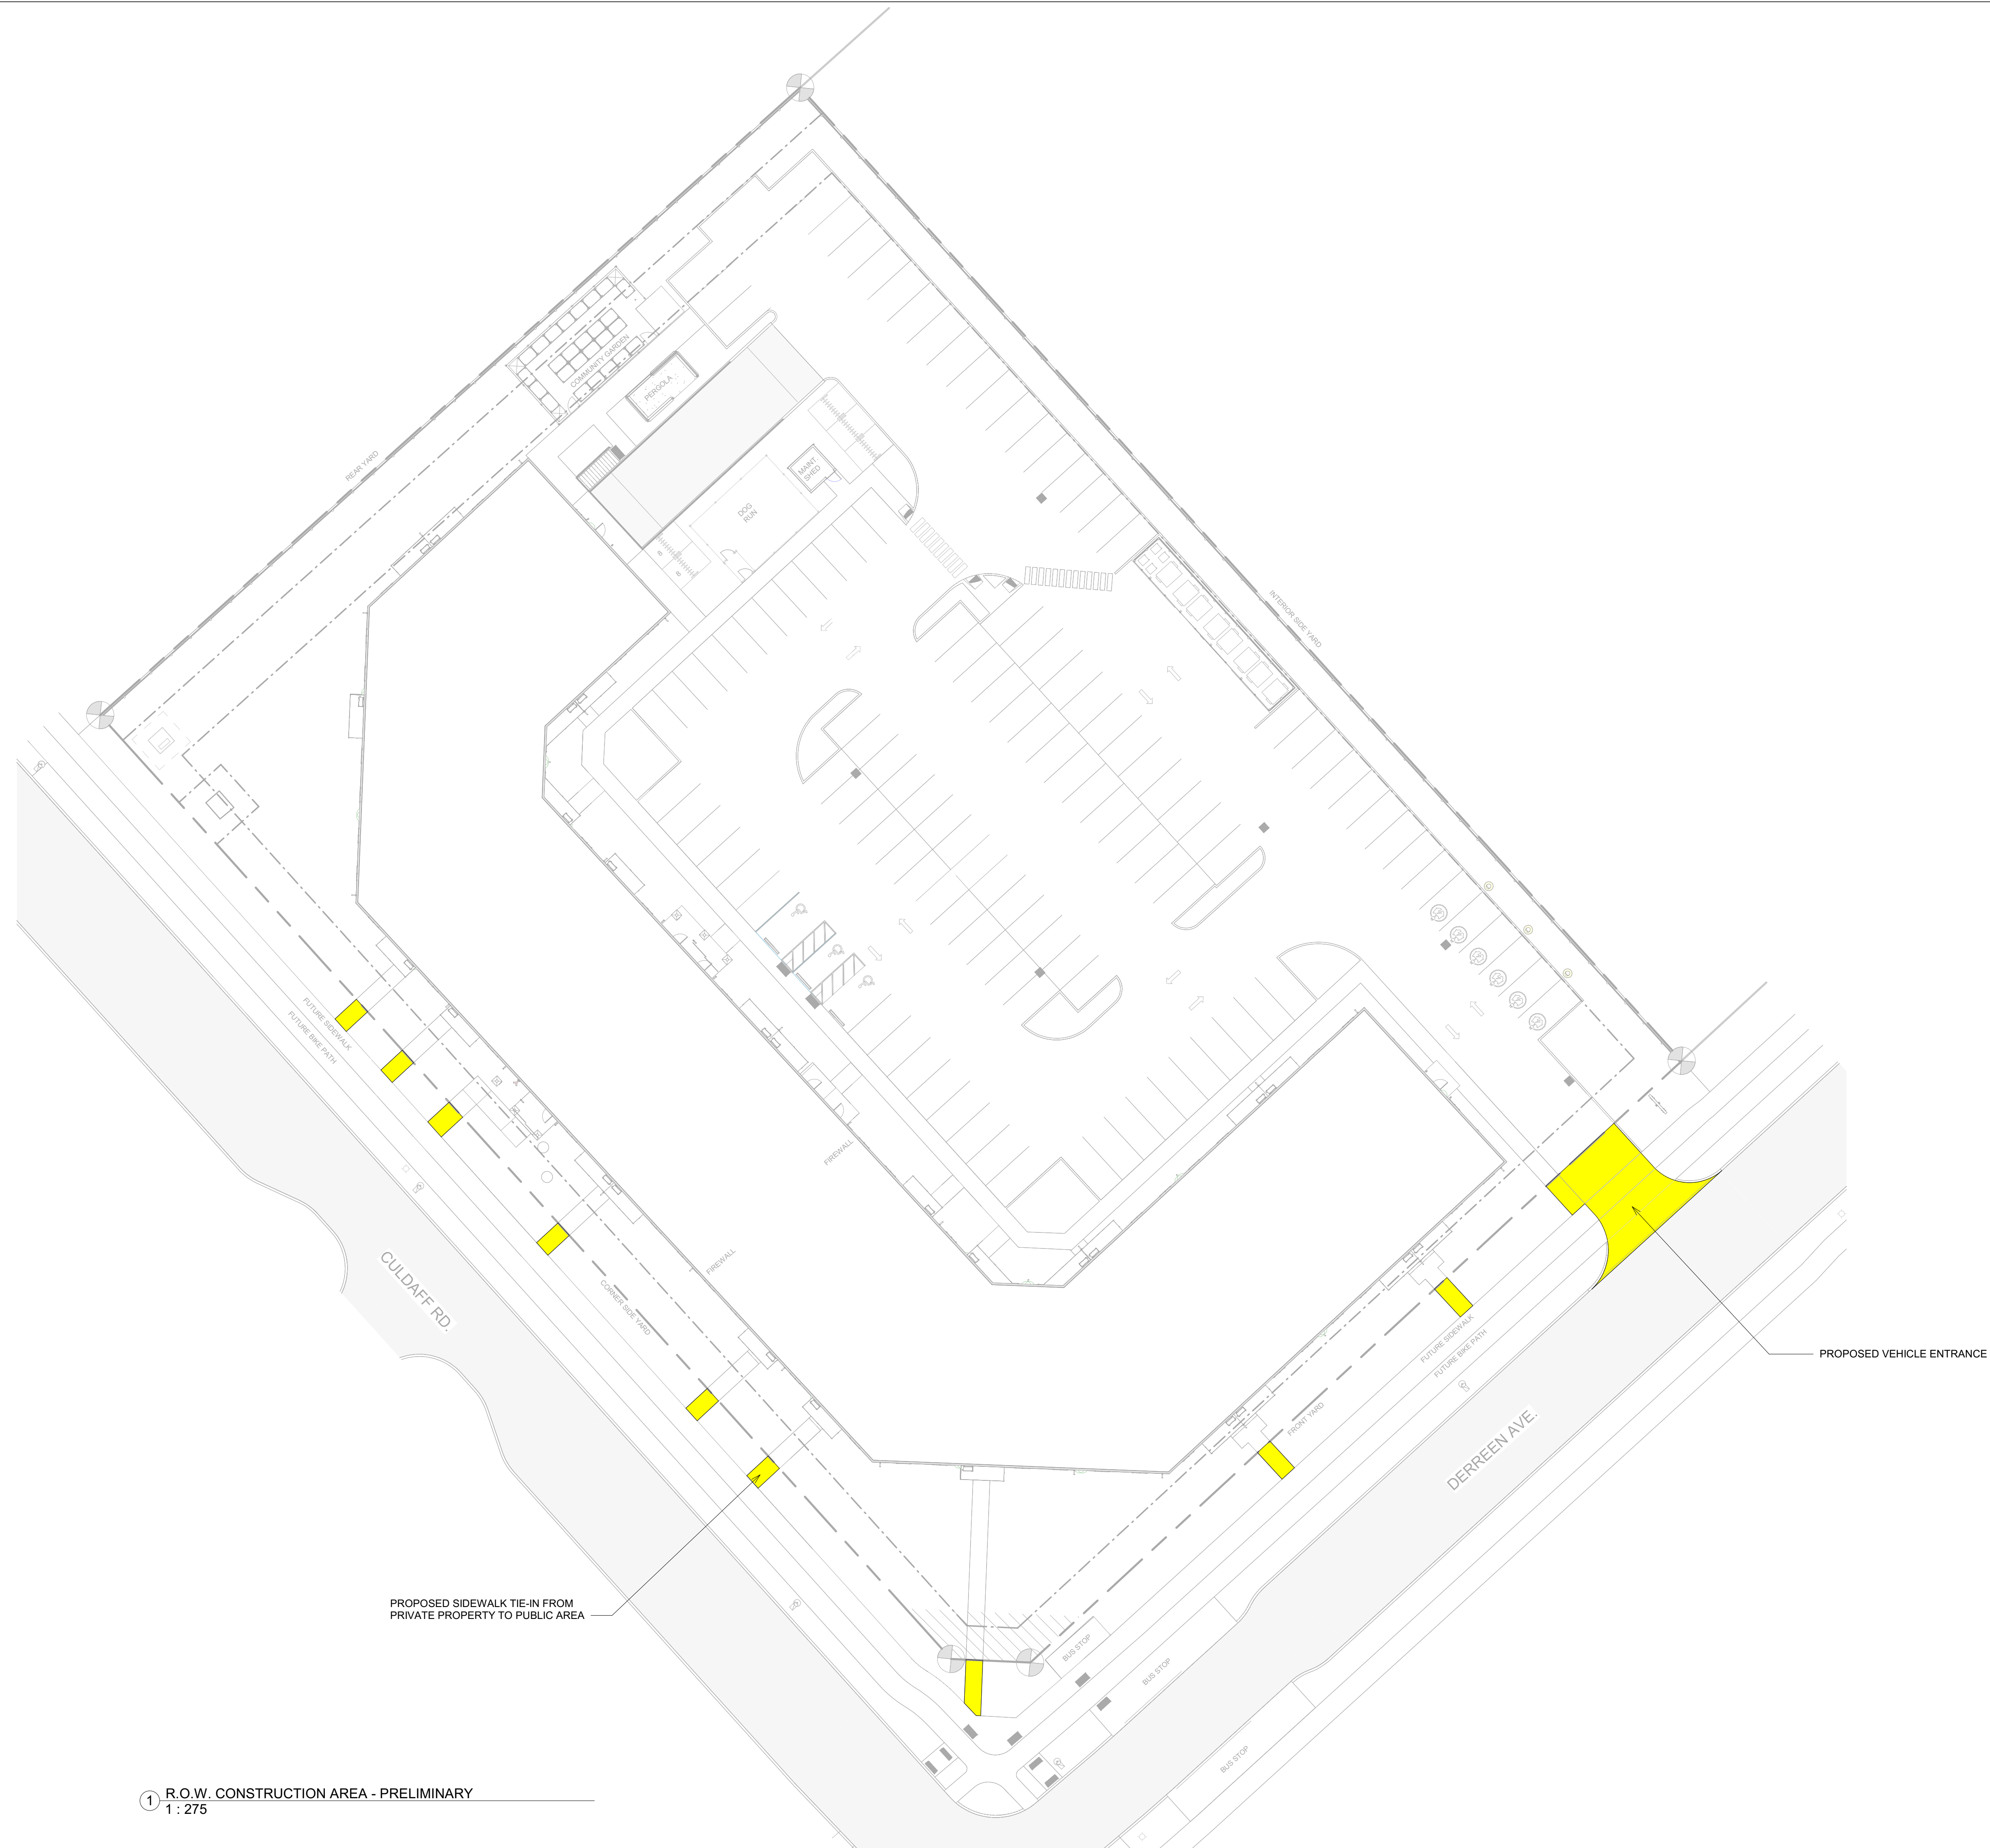 COMMUNITY GARDEN
PERGOLA
REAR YARD
MAINT.
SHED
DOG
RUN
INTERIOR SIDE YARD
FUTURE SIDEWALK
FUTURE BIKE PATH
FIREWALL
FIREWALL
CULDAFF RD.
CORNER SIDE YARD
FUTURE SIDEWALK
FUTURE BIKE PATH
PROPOSED VEHICLE ENTRANCE
FRONT YARD
DERREEN AVE.
PROPOSED SIDEWALK TIE-IN FROM
PRIVATE PROPERTY TO PUBLIC AREA
BUS STOP
BUS STOP
BUS STOP
1
R.O.W. CONSTRUCTION AREA - PRELIMINARY
1 : 275